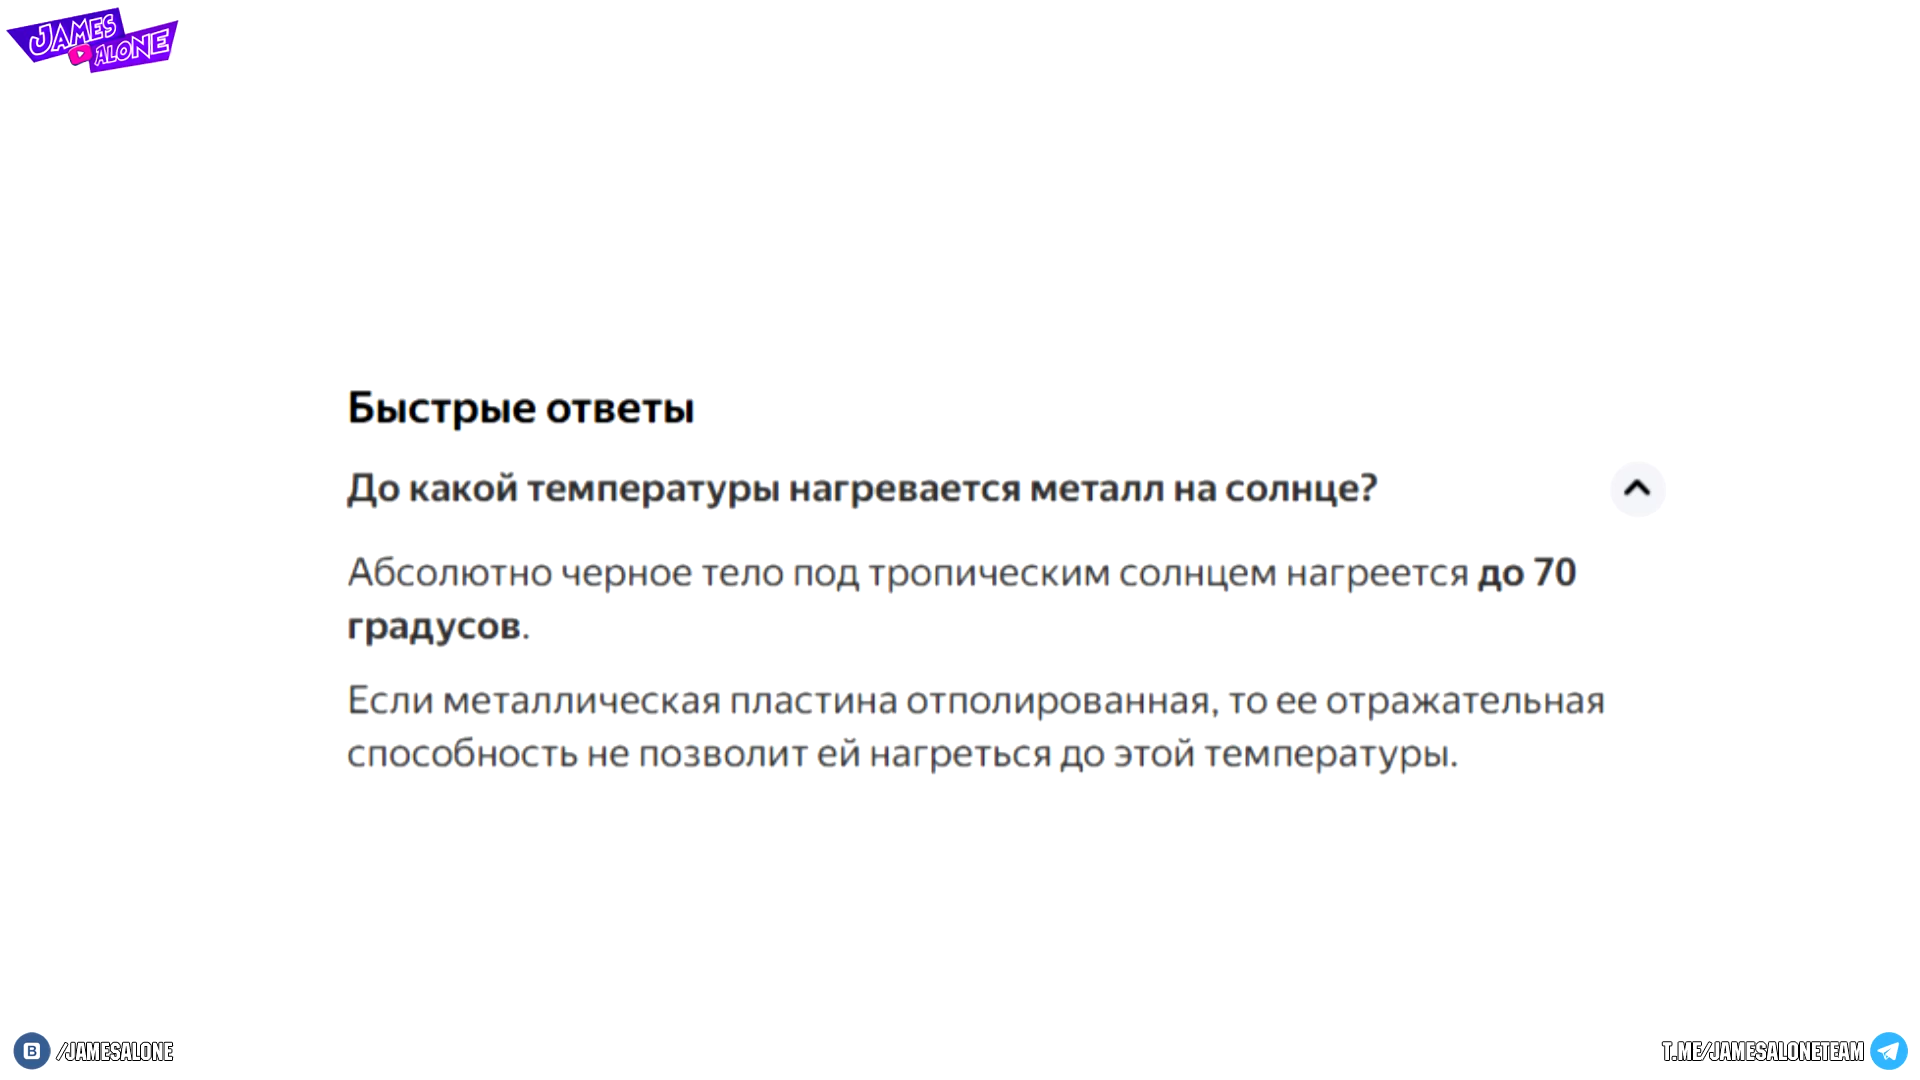 JAMES
ALONE
Быстрые ответы
До какой температуры нагревается металл на солнце?
Абсолютно черное тело под тропическим солнцем нагреется до 70
градусов.
Если металлическая пластина отполированная, то ее отражательная
способность не позволит ей нагреться до этой температуры.
B /JAMESALONE
T.ME/JAMESALONETEAM